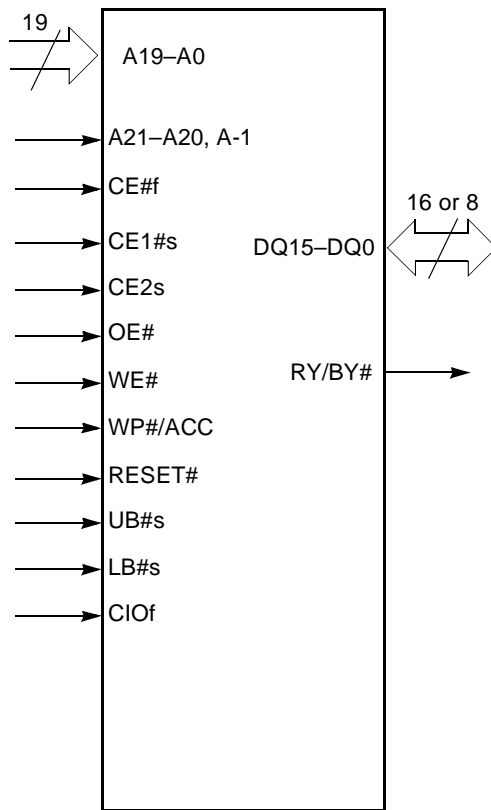 19
A19–A0
A21–A20, A-1
CE#f
16 or 8
CE1#s
DQ15–DQ0
CE2s
OE#
WE#
RY/BY#
WP#/ACC
RESET#
UB#s
LB#s
CIOf